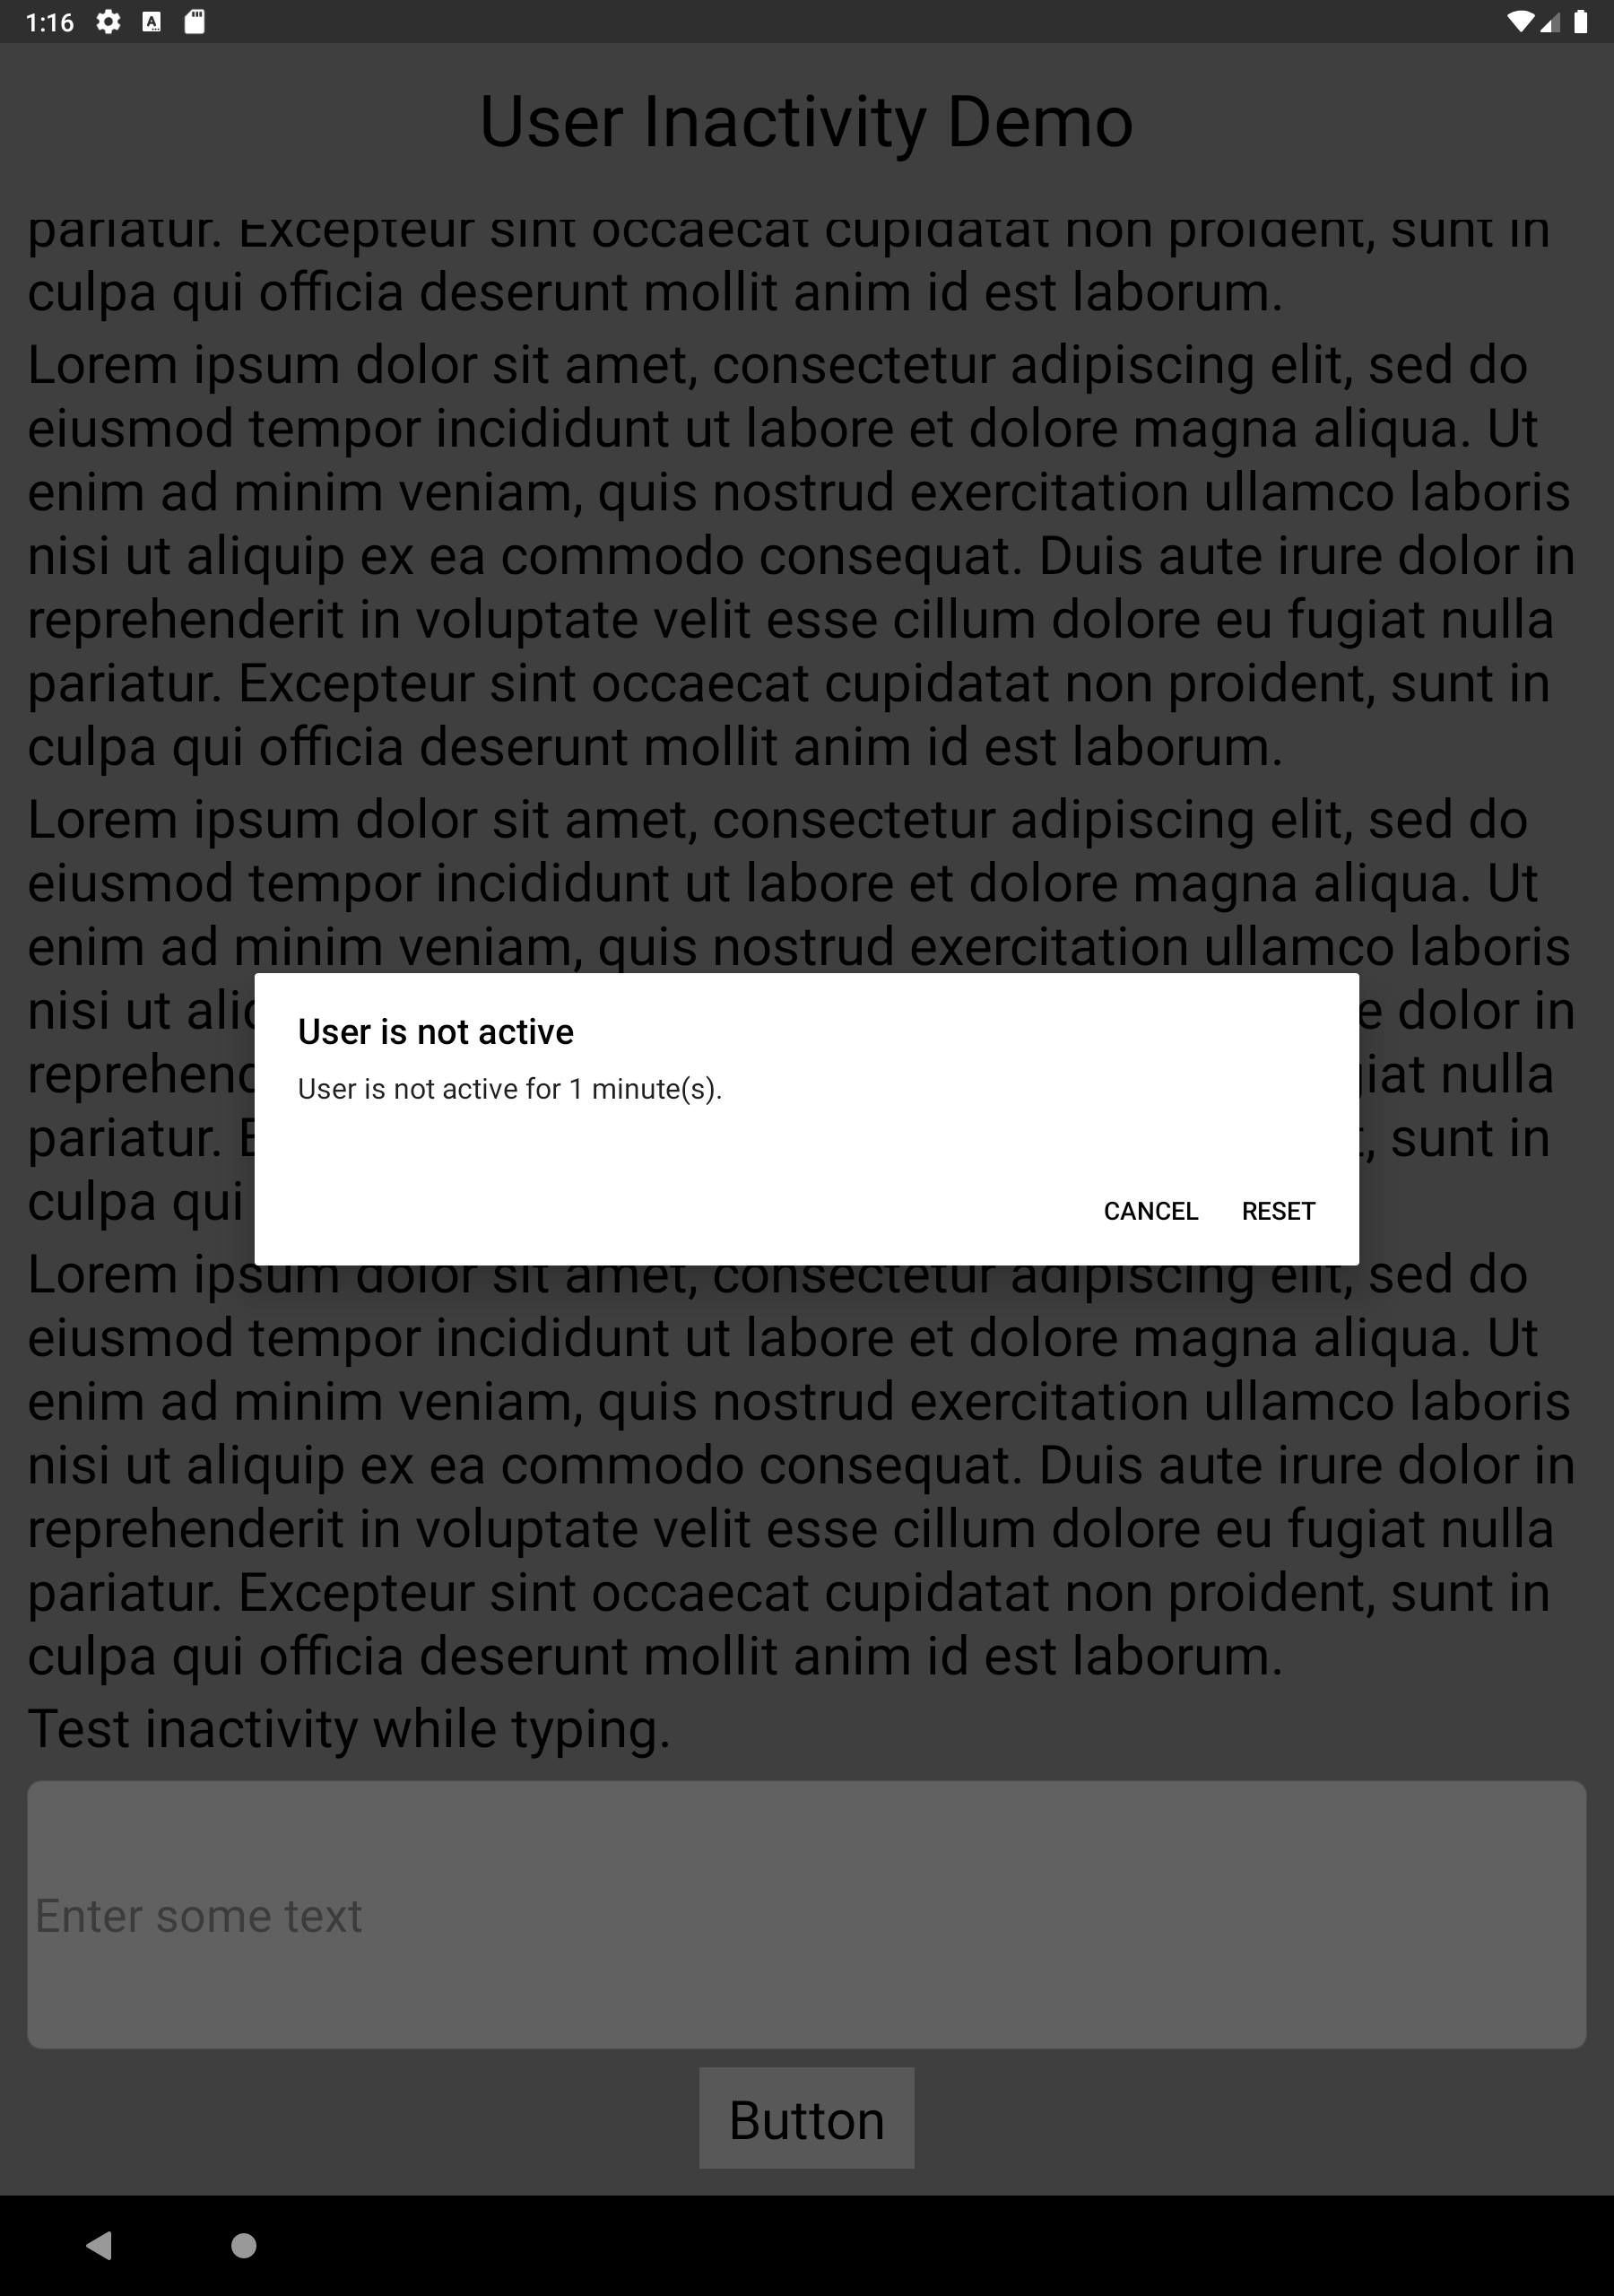 1:16
User Inactivity Demo
pariatur. Excepteur sint occaecat cupidatat non proident, sunt in
culpa qui officia deserunt mollit anim id est laborum.
Lorem ipsum dolor sit amet, consectetur adipiscing elit, sed do
eiusmod tempor incididunt ut labore et dolore magna aliqua. Ut
enim ad minim veniam, quis nostrud exercitation ullamco laboris
nisi ut aliquip ex ea commodo consequat. Duis aute irure dolor in
reprehenderit in voluptate velit esse cillum dolore eu fugiat nulla
pariatur. Excepteur sint occaecat cupidatat non proident, sunt in
culpa qui officia deserunt mollit anim id est laborum.
Lorem ipsum dolor sit amet, consectetur adipiscing elit, sed do
eiusmod tempor incididunt ut labore et dolore magna aliqua. Ut
enim ad minim veniam, quis nostrud exercitation ullamco laboris
nisi ut dolor in
nulla
pariatur. sunt in
culpa qui
User is not active
User is not active for 1 minute(s).
CANCEL RESET
Lorem ipsum dolor sit amet, consectetur adipiscing elit, sed do
eiusmod tempor incididunt ut labore et dolore magna aliqua. Ut
enim ad minim veniam, quis nostrud exercitation ullamco laboris
nisi ut aliquip ex ea commodo consequat. Duis aute irure dolor in
reprehenderit in voluptate velit esse cillum dolore eu fugiat nulla
pariatur. Excepteur sint occaecat cupidatat non proident, sunt in
culpa qui officia deserunt mollit anim id est laborum.
Test inactivity while typing.
Enter some text
Button